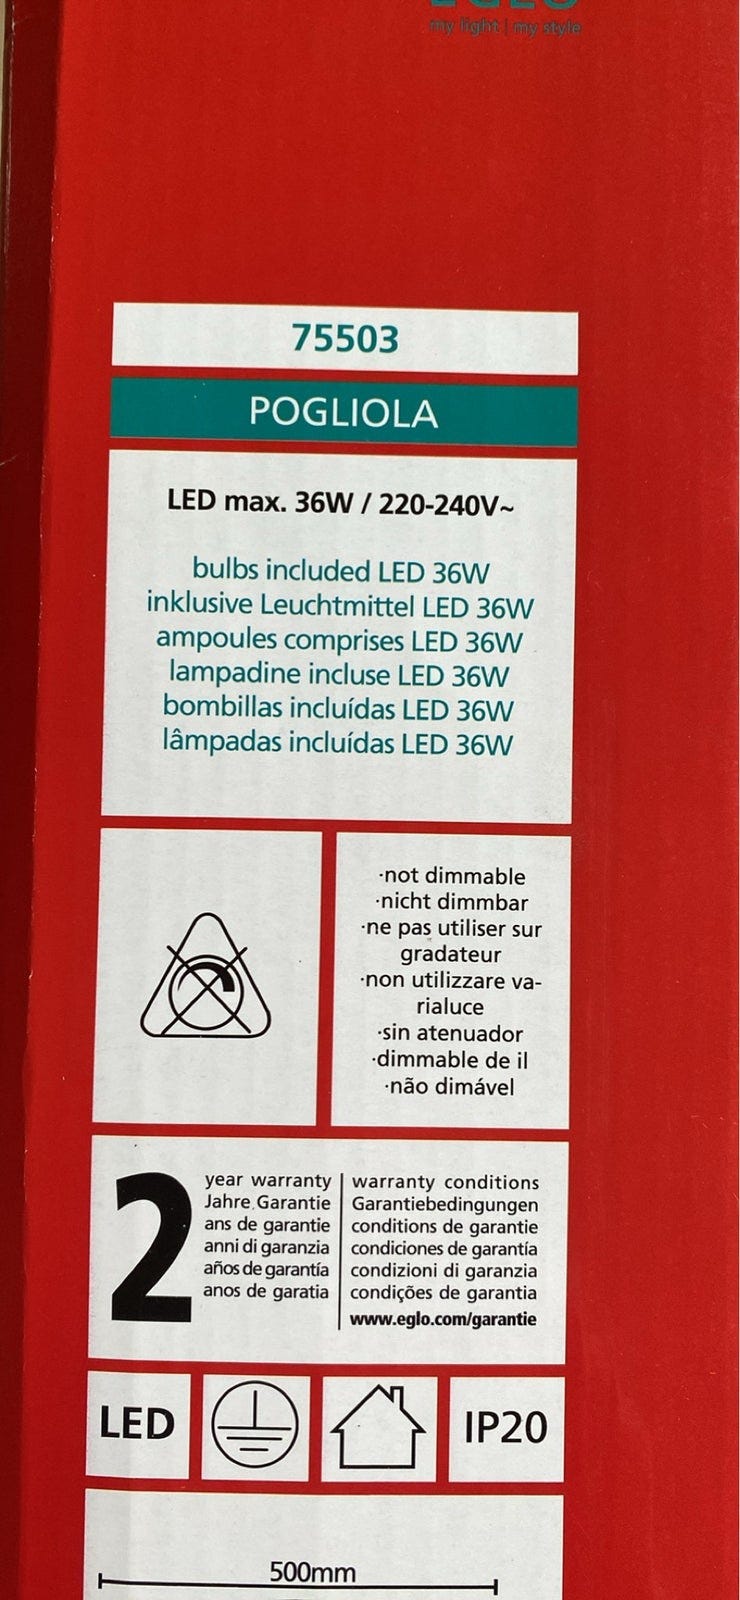 EGLO
my light | my style
75503
POGLIOLA
LED max. 36W / 220-240V~
bulbs included LED 36W
inklusive Leuchtmittel LED 36W
ampoules comprises LED 36W
lampadine incluse LED 36W
bombillas incluídas LED 36W
lâmpadas incluídas LED 36W
·not dimmable
·nicht dimmbar
·ne pas utiliser sur
gradateur
·non utilizzare va-
rialuce
·sin atenuador
·dimmable de il
·não dimável
2
year warranty
Jahre Garantie
ans de garantie
anni di garanzia
años de garantía
anos de garatia
warranty conditions
Garantiebedingungen
conditions de garantie
condiciones de garantía
condizioni di garanzia
condições de garantia
www.eglo.com/garantie
LED
IP20
500mm